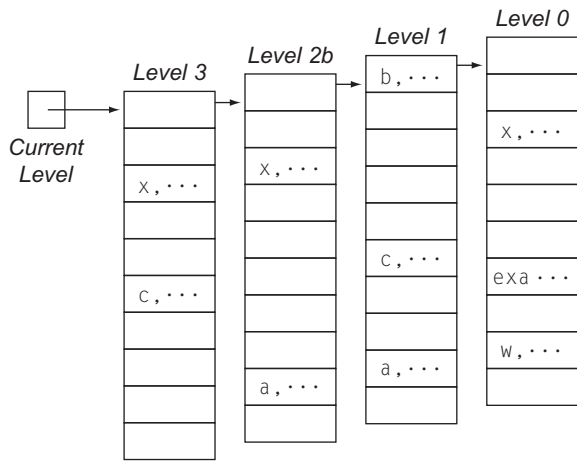 Level 0
Level 1
Level 2b
Level 3
Current
Level
x,···
c,···
x,···
a,···
b,···
c,···
a,···
x,···
exa ···
w,···